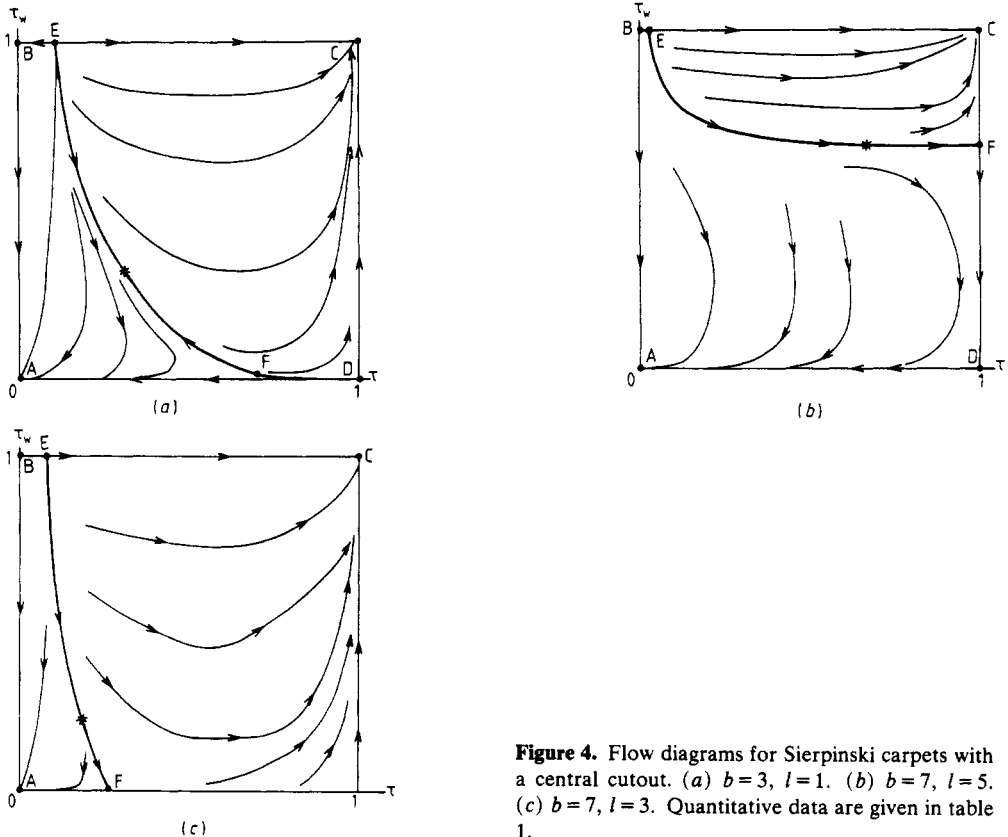 τ_w
1
B
E
C
A
F
D
τ
0
1
(a)
τ_w
B
E
C
F
A
D
0
1
τ
(b)
τ_w
1
E
B
C
A
F
0
1
τ
(c)
Figure 4. Flow diagrams for Sierpinski carpets with
a central cutout. (a) b=3, l=1. (b) b=7, l=5.
(c) b=7, l=3. Quantitative data are given in table
1.